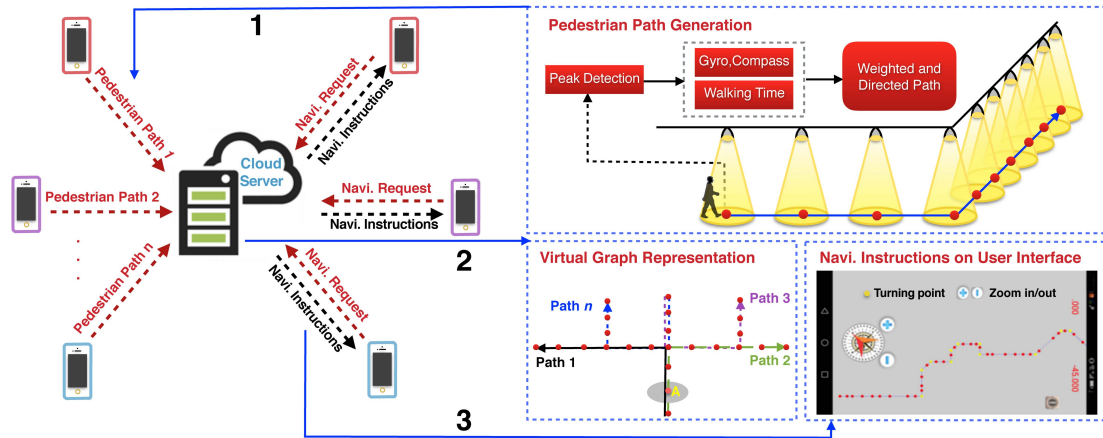 1
Pedestrian Path 1
Pedestrian Path 2
Pedestrian Path n
Cloud
Server
Navi. Request
Navi. Instructions
Navi. Request
Navi. Instructions
Navi. Request
Navi. Instructions
2
3
Pedestrian Path Generation
Peak Detection
Gyro,Compass
Walking Time
Weighted and
Directed Path
Virtual Graph Representation
Path n
Path 3
Path 1
Path 2
A
Navi. Instructions on User Interface
Turning point
Zoom in/out
.000
-45.000